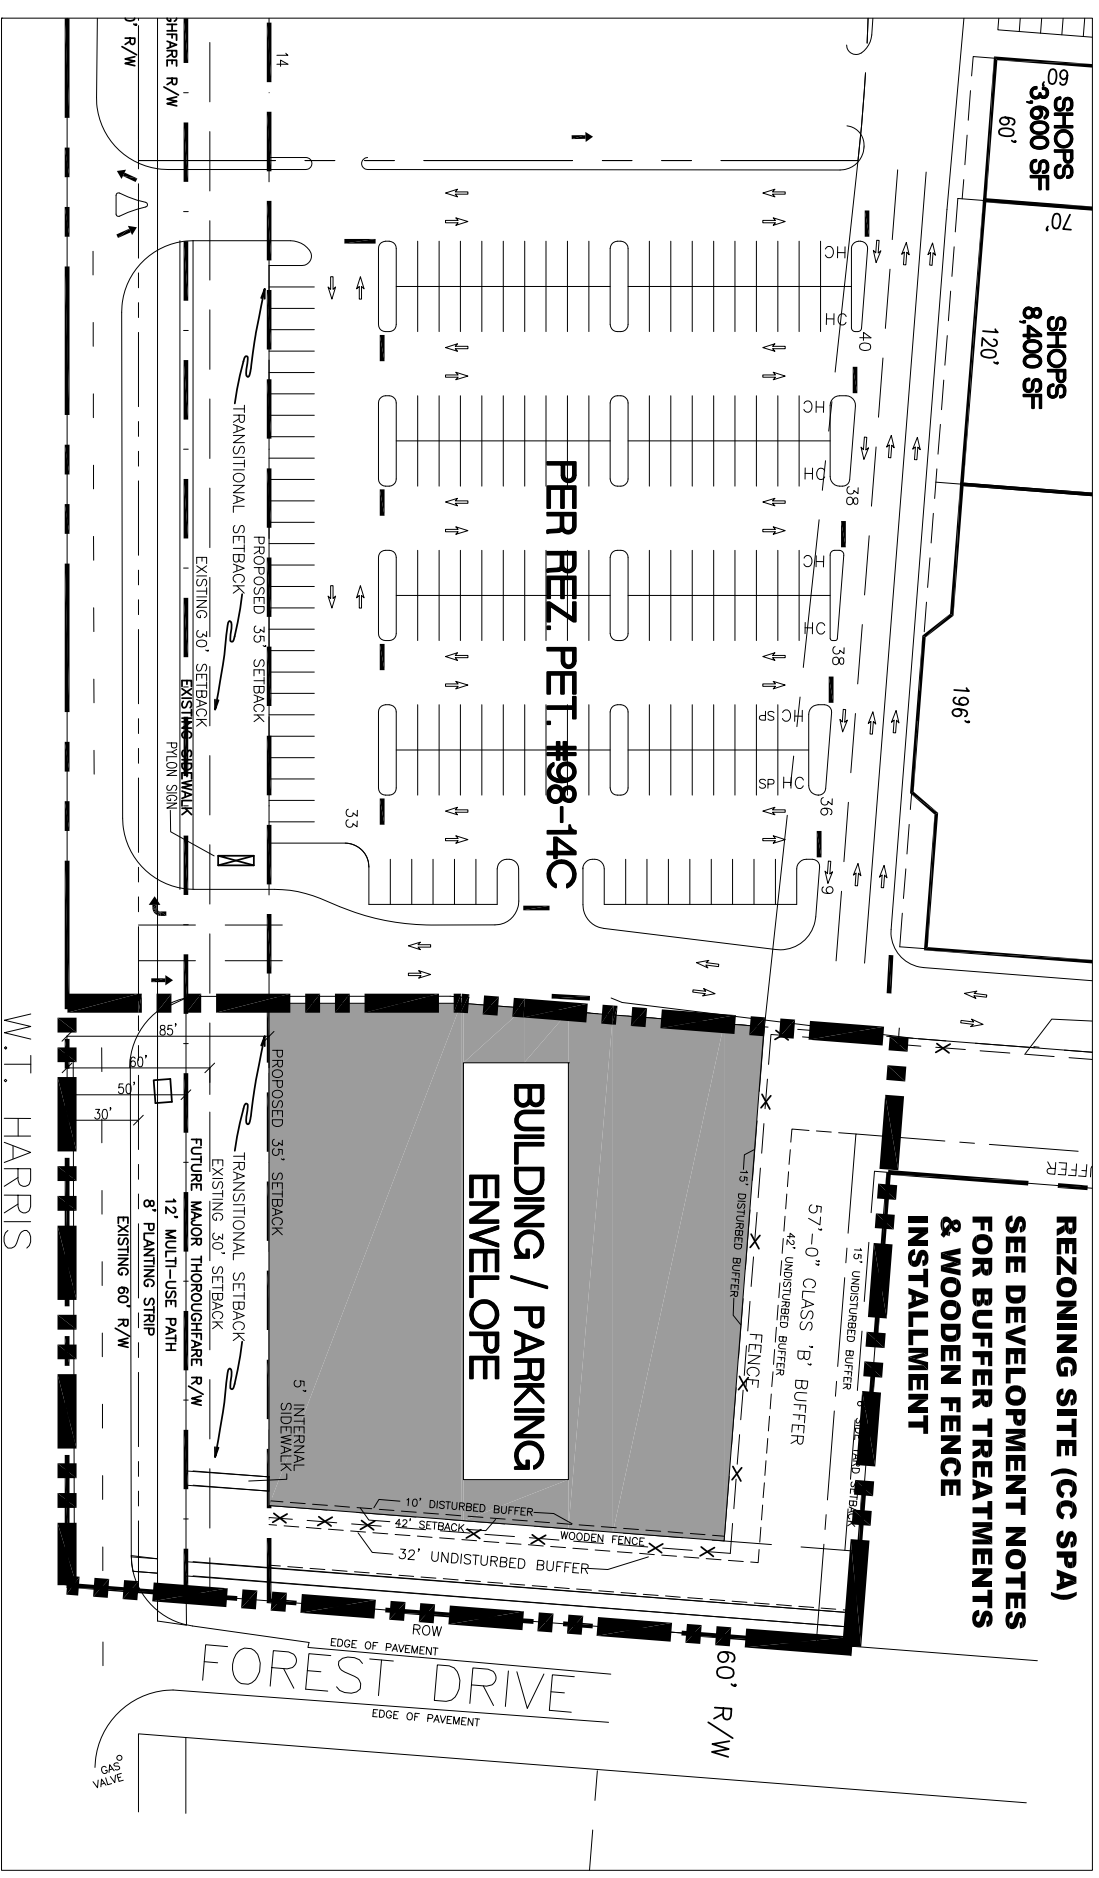 60'
SHOPS
3,600 SF
60'
70'
SHOPS
8,400 SF
120'
196'
REZONING SITE (CC SPA)
SEE DEVELOPMENT NOTES
FOR BUFFER TREATMENTS
& WOODEN FENCE
INSTALLMENT
HC
HC
40
HC
HC
38
HC
HC
38
HC
SP
HC
SP
36
9
PER REZ. PET. #98-14C
14
33
TRANSITIONAL SETBACK
PROPOSED 35' SETBACK
EXISTING 30' SETBACK
EXISTING SIDEWALK
PYLON SIGN
R/W
R/W
85'
60'
50'
30'
PROPOSED 35' SETBACK
TRANSITIONAL SETBACK
EXISTING 30' SETBACK
FUTURE MAJOR THOROUGHFARE R/W
12' MULTI-USE PATH
8' PLANTING STRIP
EXISTING 60' R/W
BUILDING / PARKING
ENVELOPE
15' DISTURBED BUFFER
FENCE
57'-0" CLASS 'B' BUFFER
42' UNDISTURBED BUFFER
15' UNDISTURBED BUFFER
SIDE YARD SETBACK
5' INTERNAL
SIDEWALK
10' DISTURBED BUFFER
42' SETBACK
WOODEN FENCE
32' UNDISTURBED BUFFER
ROW
EDGE OF PAVEMENT
FOREST DRIVE
60' R/W
EDGE OF PAVEMENT
GAS
VALVE
W.T. HARRIS